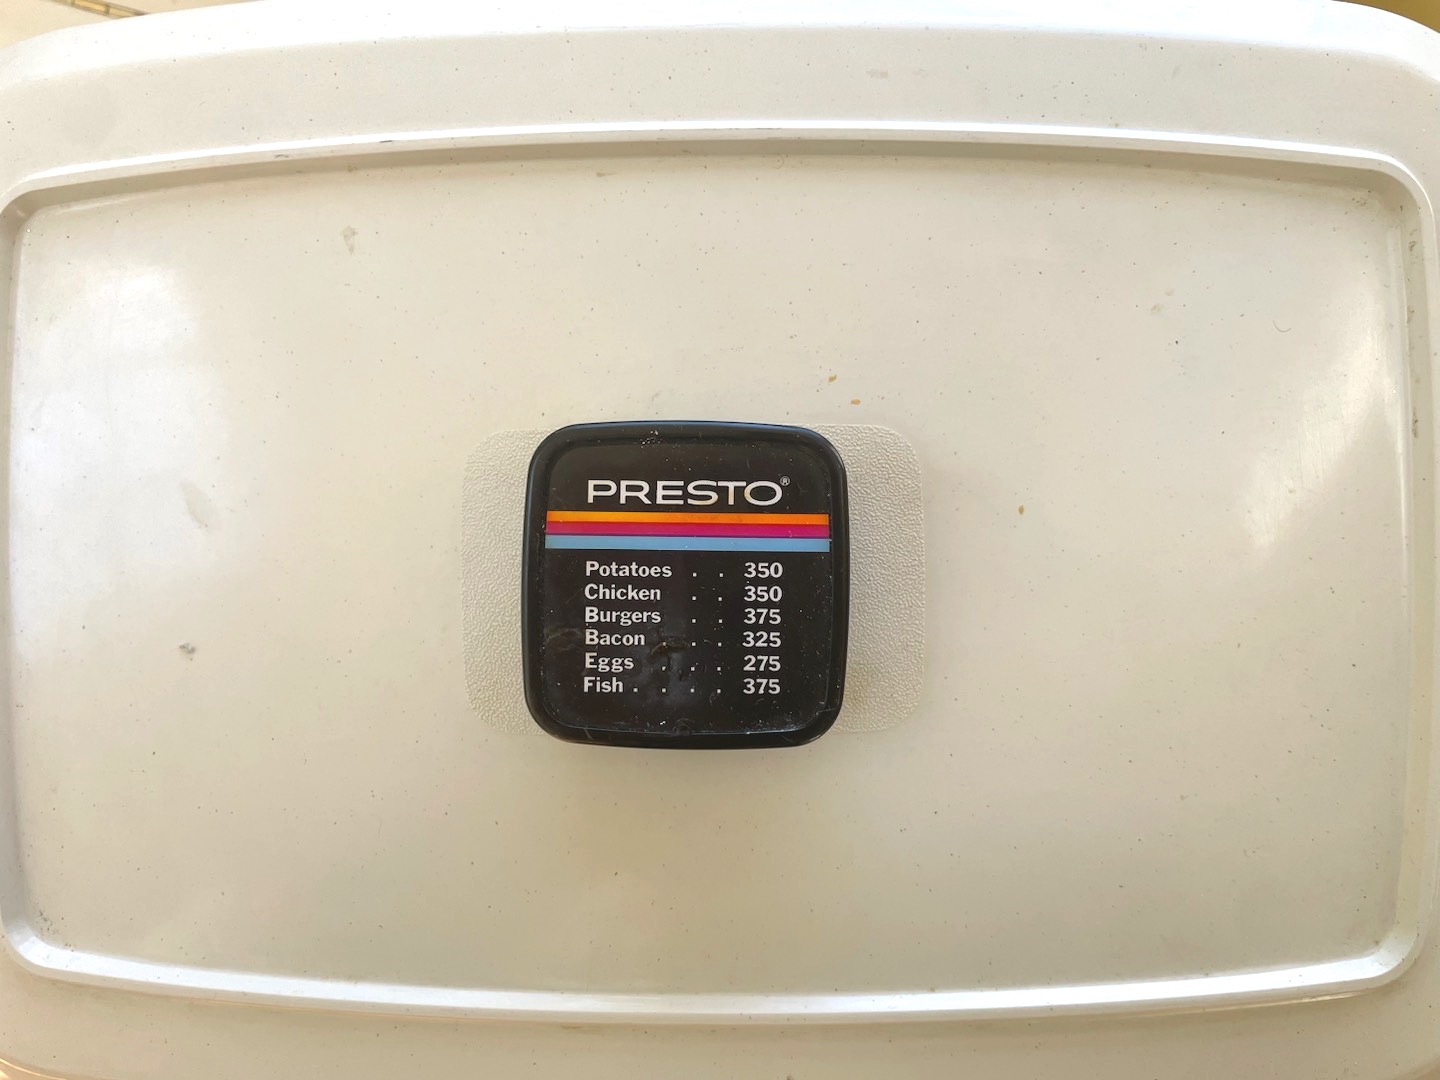 PRESTO®
Potatoes . . 350
Chicken . . 350
Burgers . . 375
Bacon . . . 325
Eggs . . . 275
Fish . . . . 375